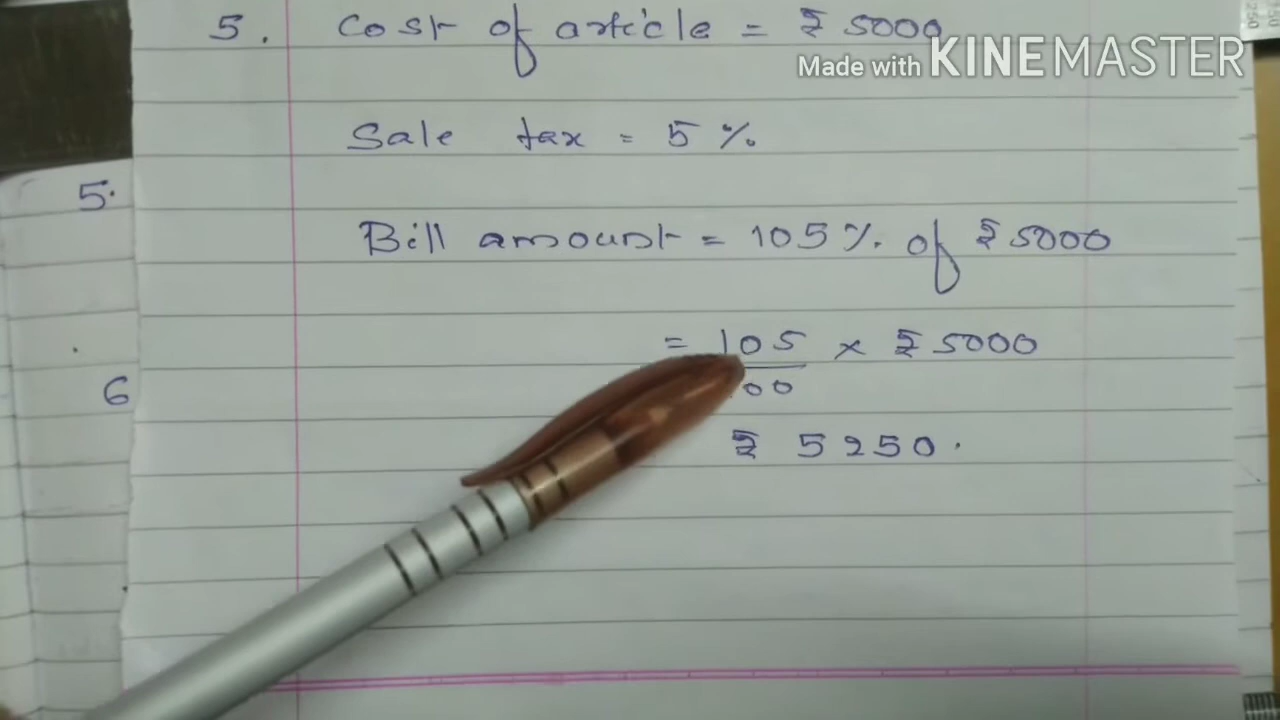 5. Cost of article = ₹ 5000
Made with KINEMASTER
Sale tax = 5 %
5.
Bill amount = 105 % of ₹ 5000
= 105 × ₹ 5000
100
6
₹ 5250.